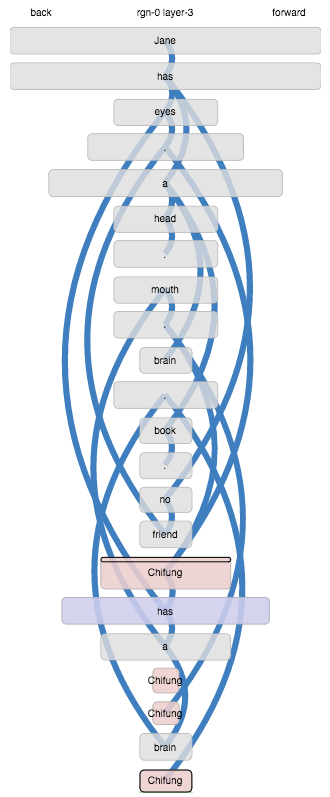 back rgn-0 layer-3 forward
Jane
has
eyes
.
a
head
.
mouth
.
brain
.
book
.
no
friend
Chifung
has
a
Chifung
Chifung
brain
Chifung